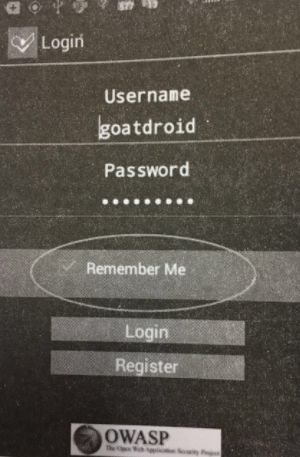 Login
Username
goatdroid
Password
•••••••••
Remember Me
Login
Register
OWASP
The Open Web Application Security Project